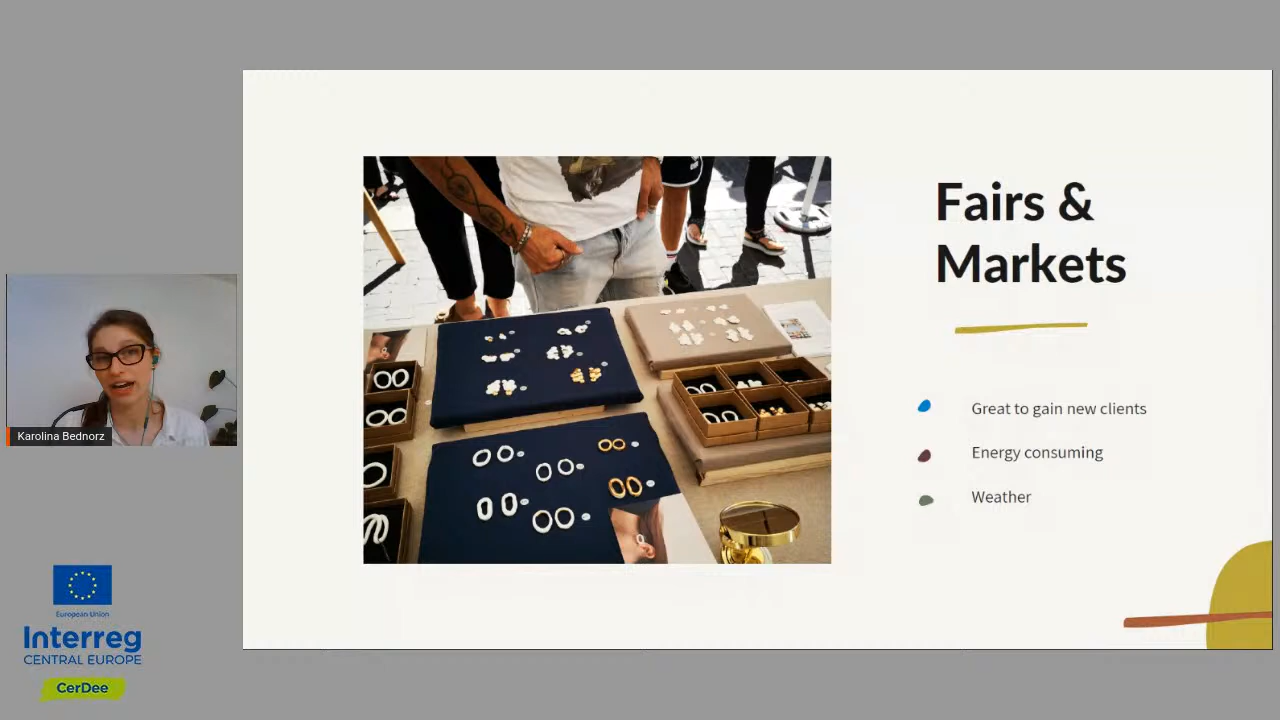 Fairs &
Markets
Great to gain new clients
Energy consuming
Weather
Karolina Bednorz
European Union
Interreg
CENTRAL EUROPE
CerDee